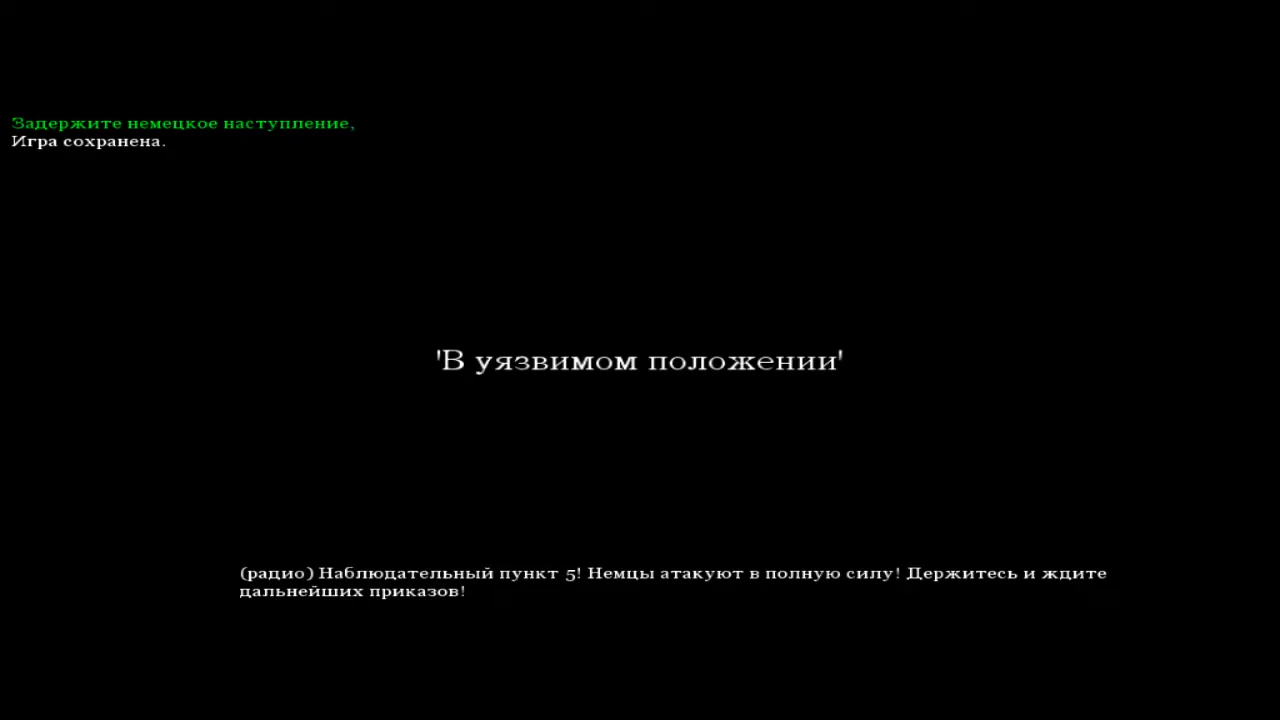 Задержите немецкое наступление,
Игра сохранена.
'В уязвимом положении'
(радио) Наблюдательный пункт 5! Немцы атакуют в полную силу! Держитесь и ждите
дальнейших приказов!